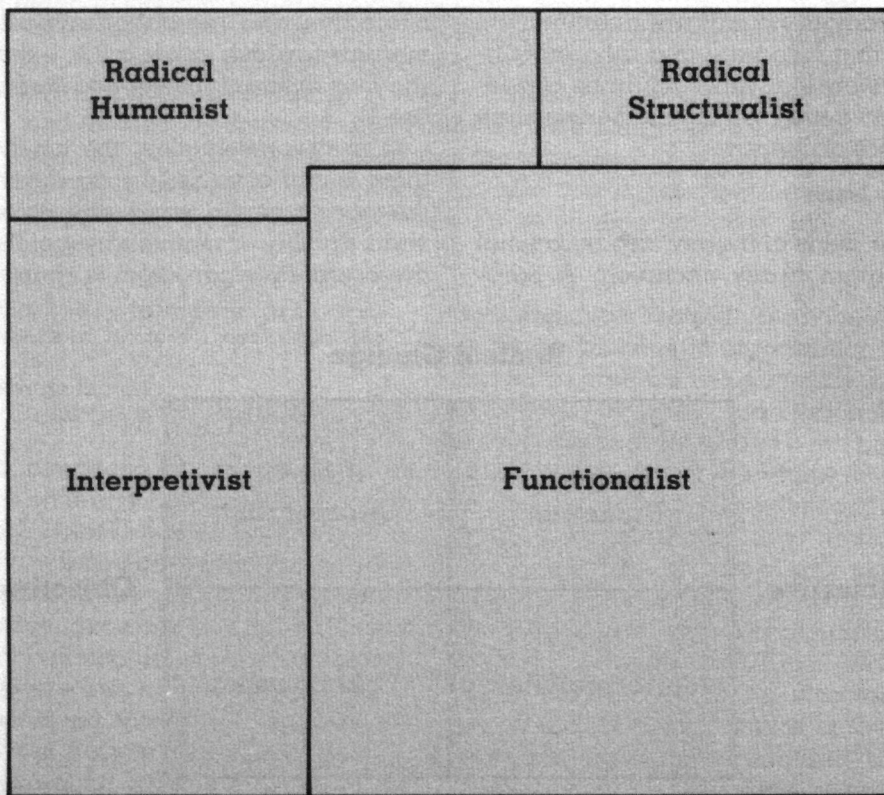 Radical
Humanist
Radical
Structuralist
Interpretivist
Functionalist